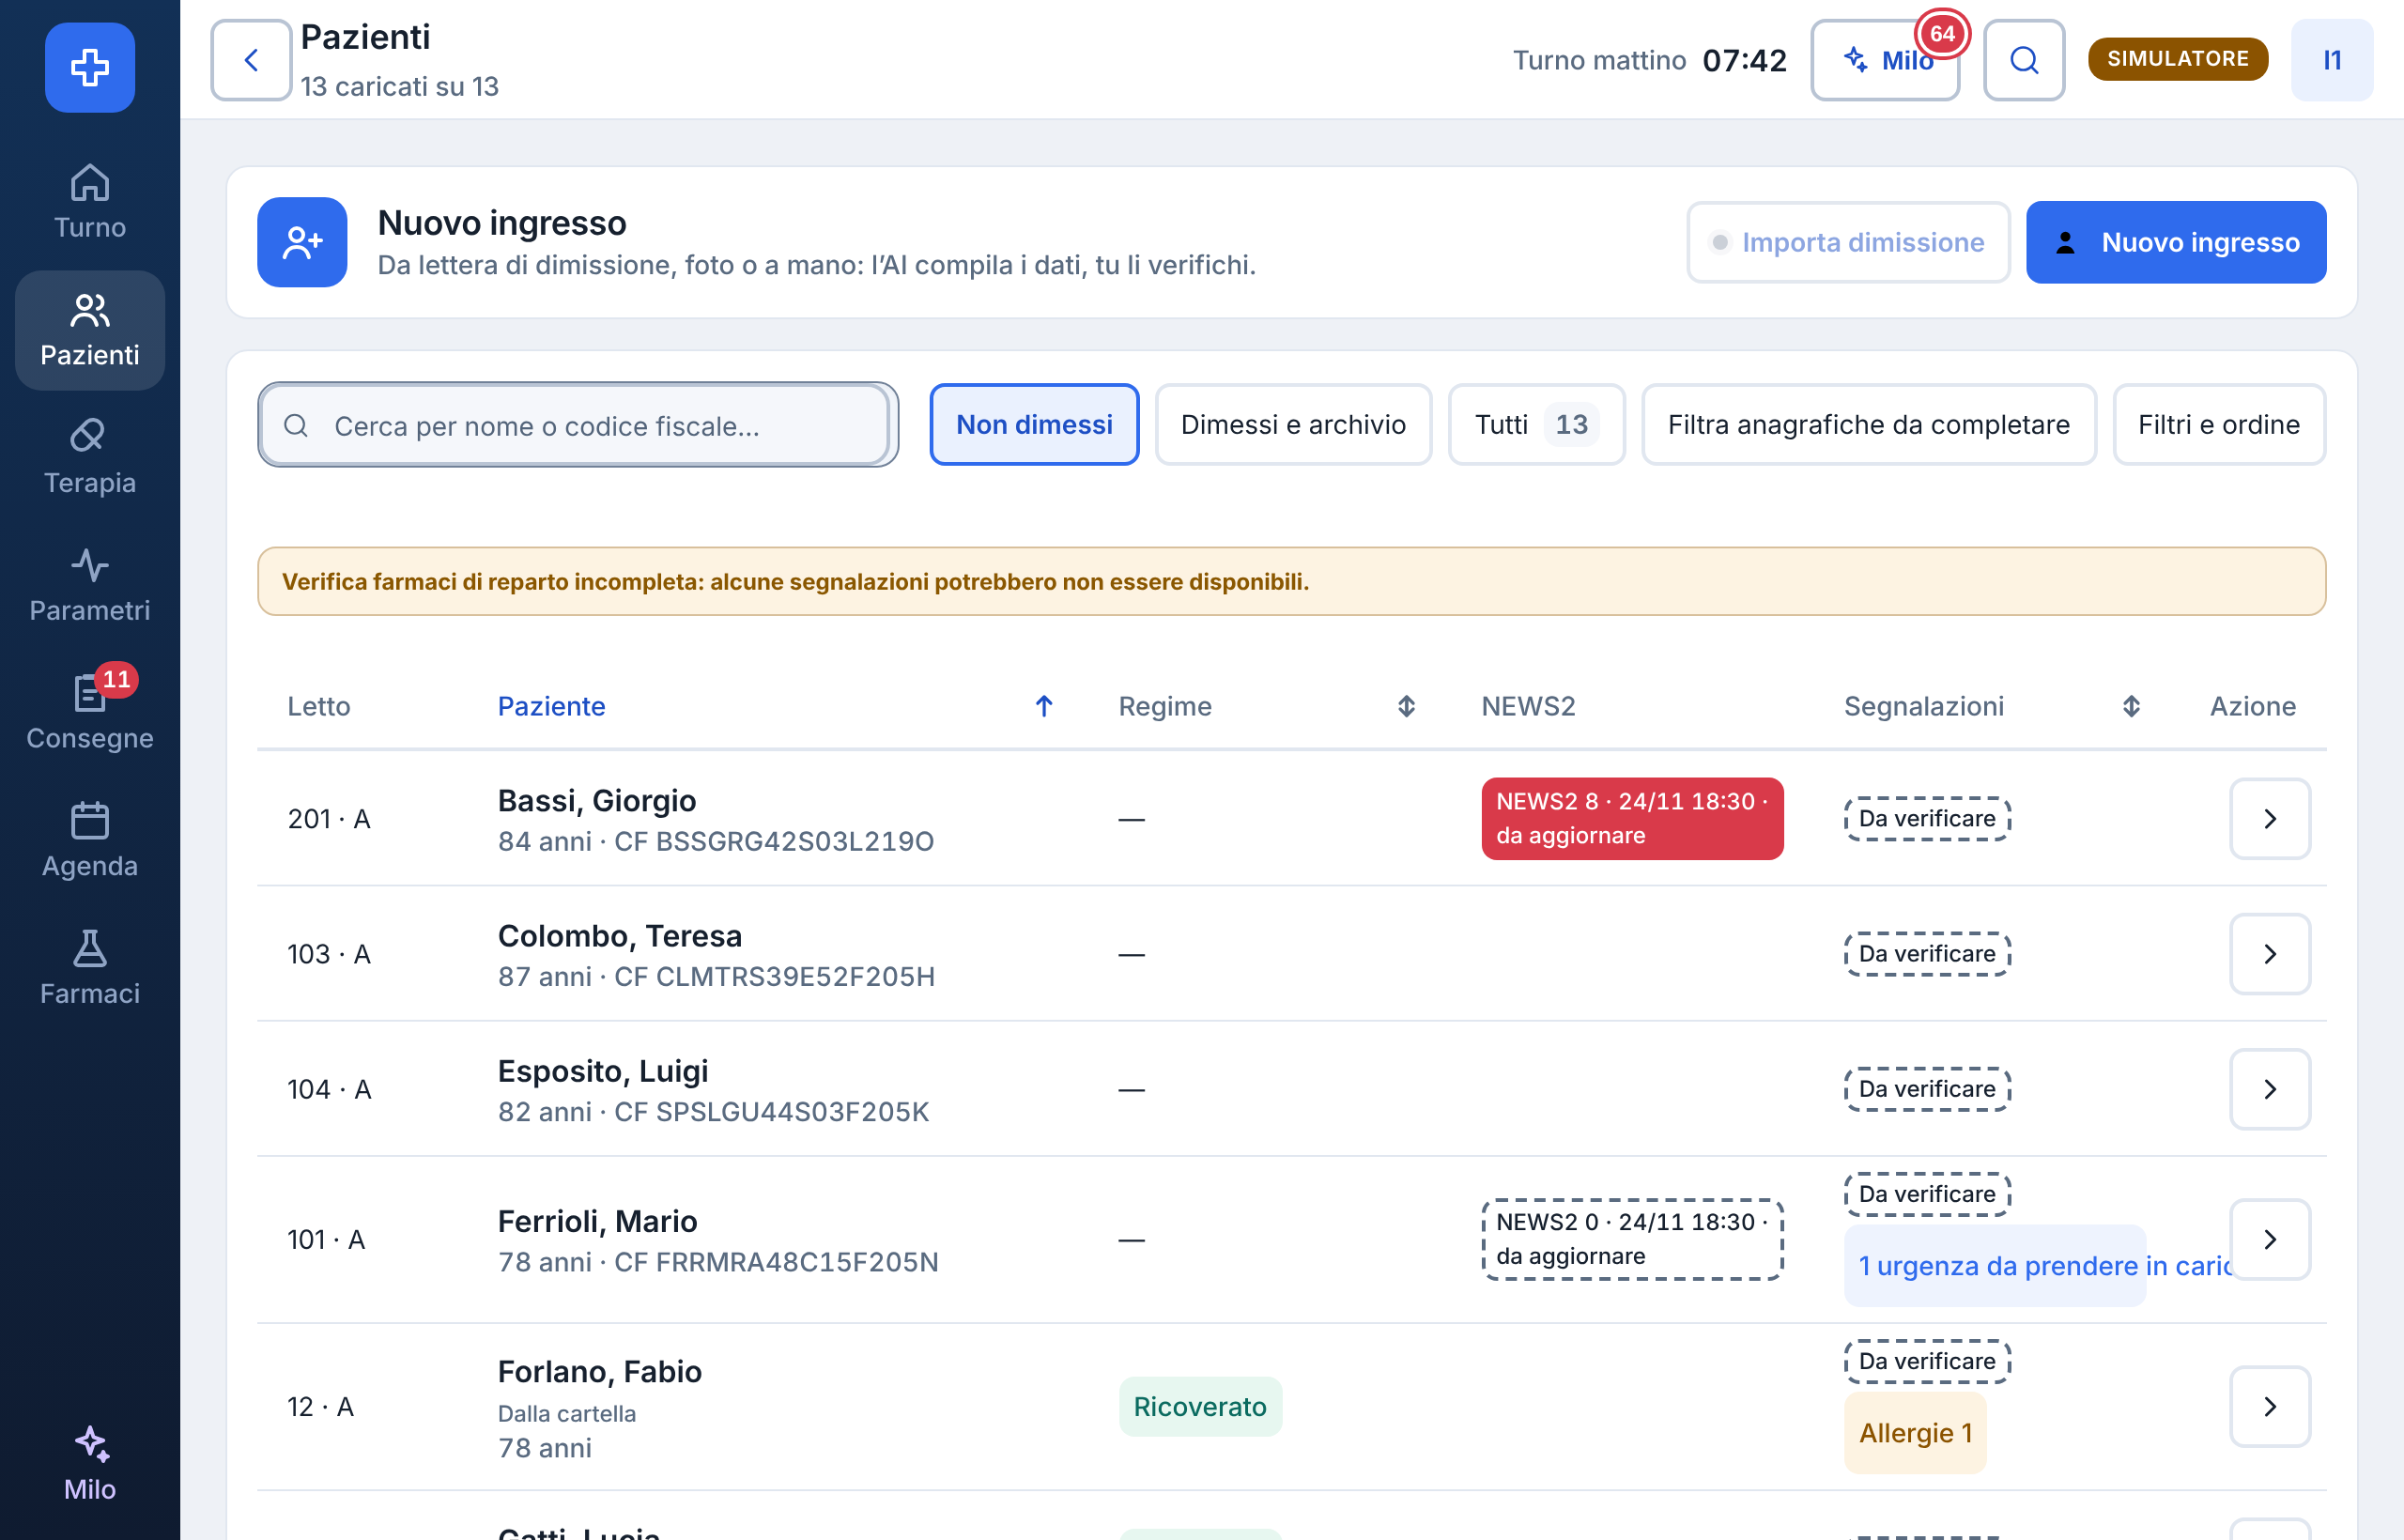 Pazienti
13 caricati su 13
Turno mattino 07:42
Milo
64
SIMULATORE
I1
Turno
Pazienti
Terapia
Parametri
11
Consegne
Agenda
Farmaci
Milo
Nuovo ingresso
Da lettera di dimissione, foto o a mano: l’AI compila i dati, tu li verifichi.
Importa dimissione
Nuovo ingresso
Cerca per nome o codice fiscale...
Non dimessi
Dimessi e archivio
Tutti 13
Filtra anagrafiche da completare
Filtri e ordine
Verifica farmaci di reparto incompleta: alcune segnalazioni potrebbero non essere disponibili.
Letto Paziente Regime NEWS2 Segnalazioni Azione
201 · A
Bassi, Giorgio
84 anni · CF BSSGRG42S03L219O
—
NEWS2 8 · 24/11 18:30 ·
da aggiornare
Da verificare
103 · A
Colombo, Teresa
87 anni · CF CLMTRS39E52F205H
—
Da verificare
104 · A
Esposito, Luigi
82 anni · CF SPSLGU44S03F205K
—
Da verificare
101 · A
Ferrioli, Mario
78 anni · CF FRRMRA48C15F205N
—
NEWS2 0 · 24/11 18:30 ·
da aggiornare
Da verificare
1 urgenza da prendere in caric
12 · A
Forlano, Fabio
Dalla cartella
78 anni
Ricoverato
Da verificare
Allergie 1
Gatti, Lucia